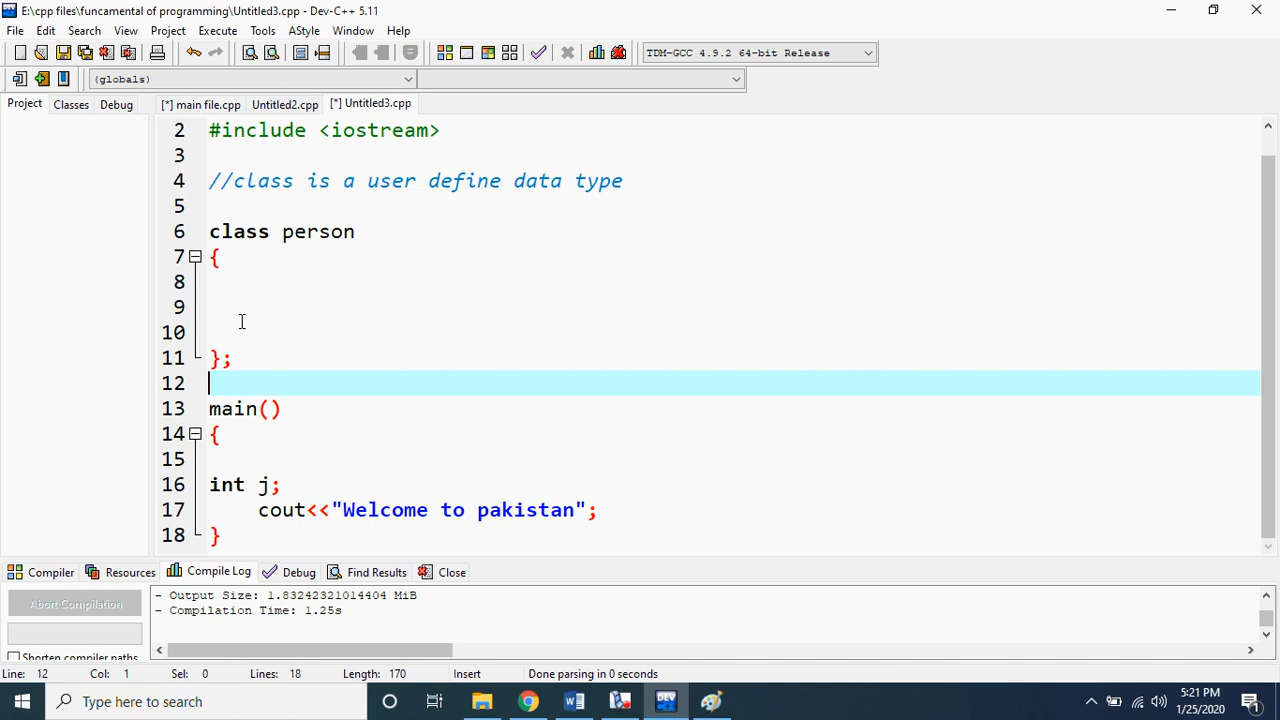 E:\cpp files\funcamental of programming\Untitled3.cpp - Dev-C++ 5.11
File Edit Search View Project Execute Tools AStyle Window Help
TDM-GCC 4.9.2 64-bit Release
(globals)
Project Classes Debug [*] main file.cpp Untitled2.cpp [*] Untitled3.cpp
2 #include <iostream>
3
4 //class is a user define data type
5
6 class person
7 {
8
9
10
11 };
12
13 main()
14 {
15
16 int j;
17 cout<<"Welcome to pakistan";
18 }
Compiler Resources Compile Log Debug Find Results Close
Abort Compilation
- Output Size: 1.83242321014404 MiB
- Compilation Time: 1.25s
Shorten compiler paths
Line: 12 Col: 1 Sel: 0 Lines: 18 Length: 170 Insert Done parsing in 0 seconds
Type here to search
DEV
5:21 PM
1/25/2020
1